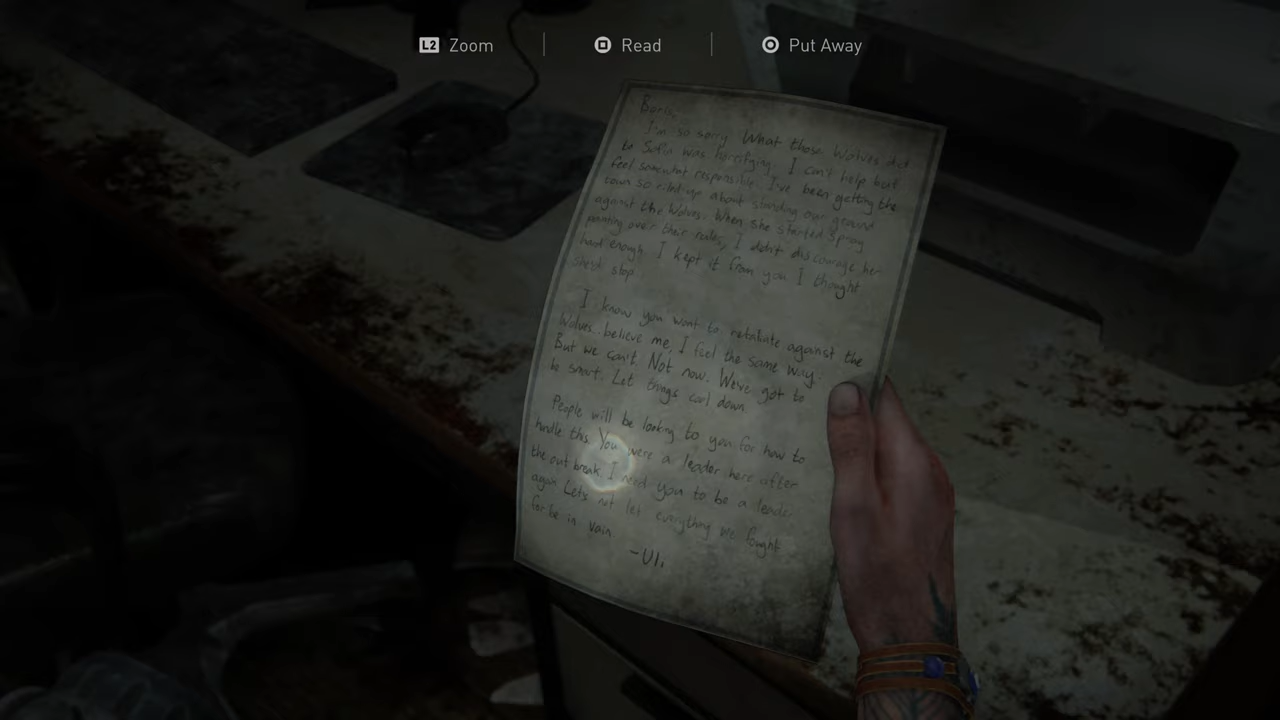 L2 Zoom | Read | Put Away
Boris,
I'm so sorry. What those Wolves did
to Sofia was horrifying. I can't help but
feel somewhat responsible. I've been getting the
town so riled up about standing our ground
against the Wolves. When she started spray
painting over their rules, I didn't discourage her
hard enough. I kept it from you I thought
she'd stop.
I know you want to retaliate against the
Wolves. believe me, I feel the same way.
But we can't. Not now. We've got to
be smart. Let things cool down
People will be looking to you for how to
handle this. You were a leader here after
the out break. I need you to be a leader
again. Let's not let everything we fought
for be in vain.